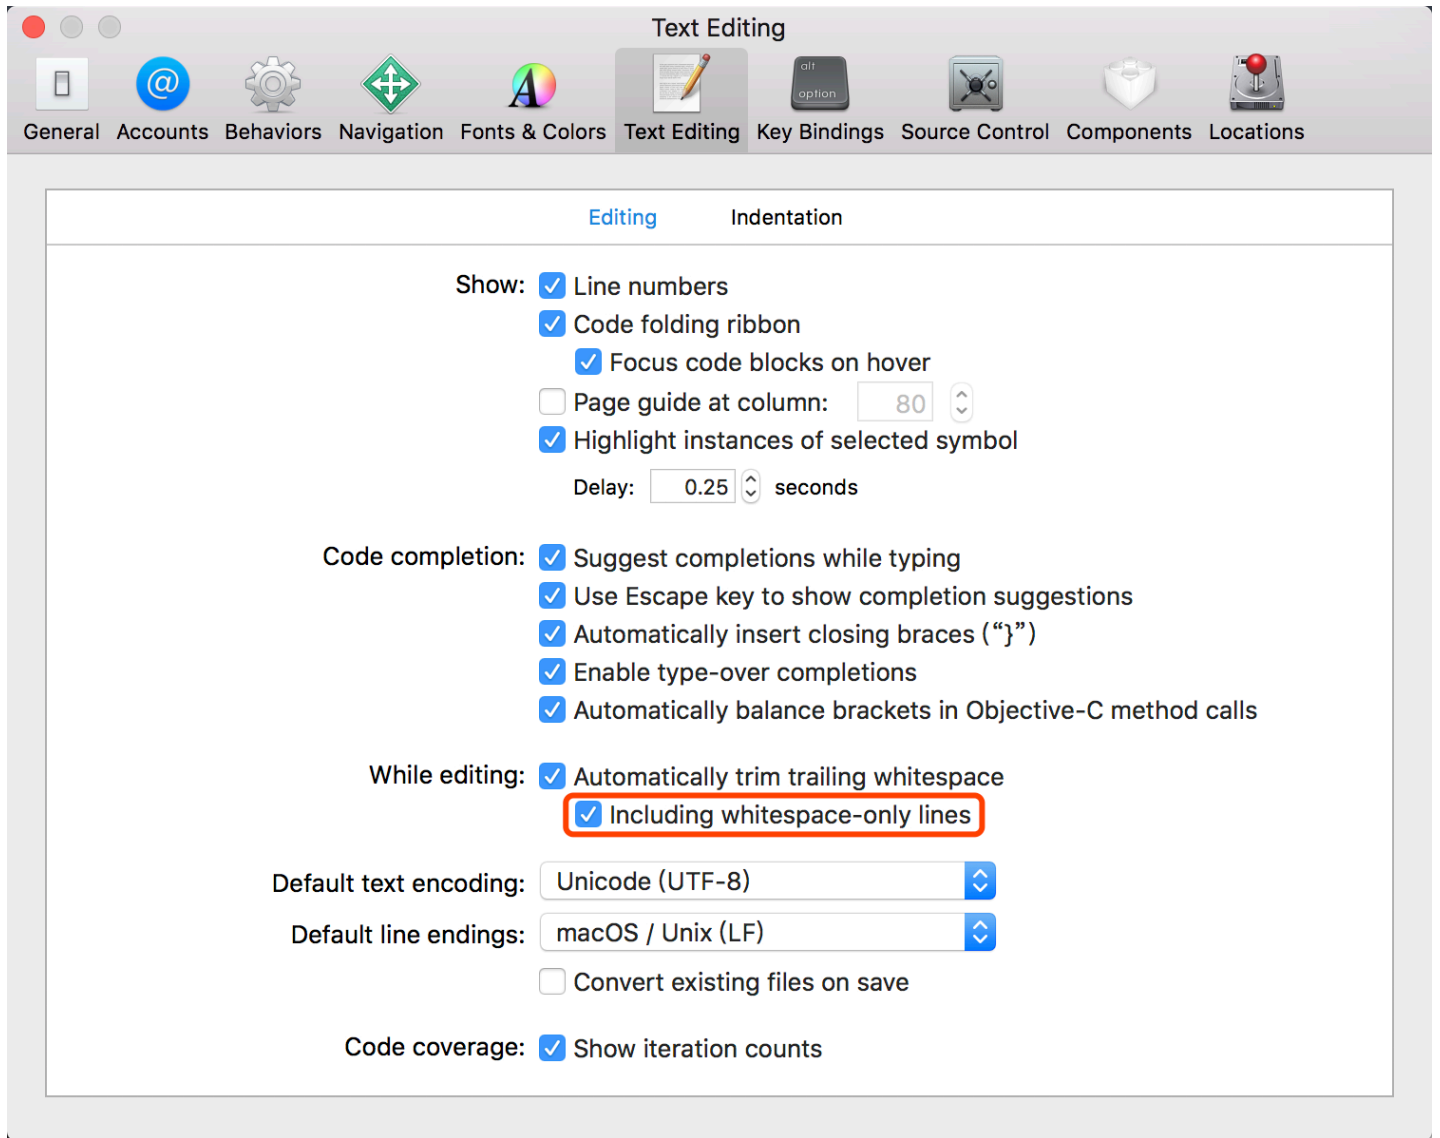 Text Editing
@
alt
option
General Accounts Behaviors Navigation Fonts & Colors Text Editing Key Bindings Source Control Components Locations
Editing Indentation
Show: Line numbers
Code folding ribbon
Focus code blocks on hover
Page guide at column: 80
Highlight instances of selected symbol
Delay: 0.25 seconds
Code completion: Suggest completions while typing
Use Escape key to show completion suggestions
Automatically insert closing braces (“}”)
Enable type-over completions
Automatically balance brackets in Objective-C method calls
While editing: Automatically trim trailing whitespace
Including whitespace-only lines
Default text encoding: Unicode (UTF-8)
Default line endings: macOS / Unix (LF)
Convert existing files on save
Code coverage: Show iteration counts